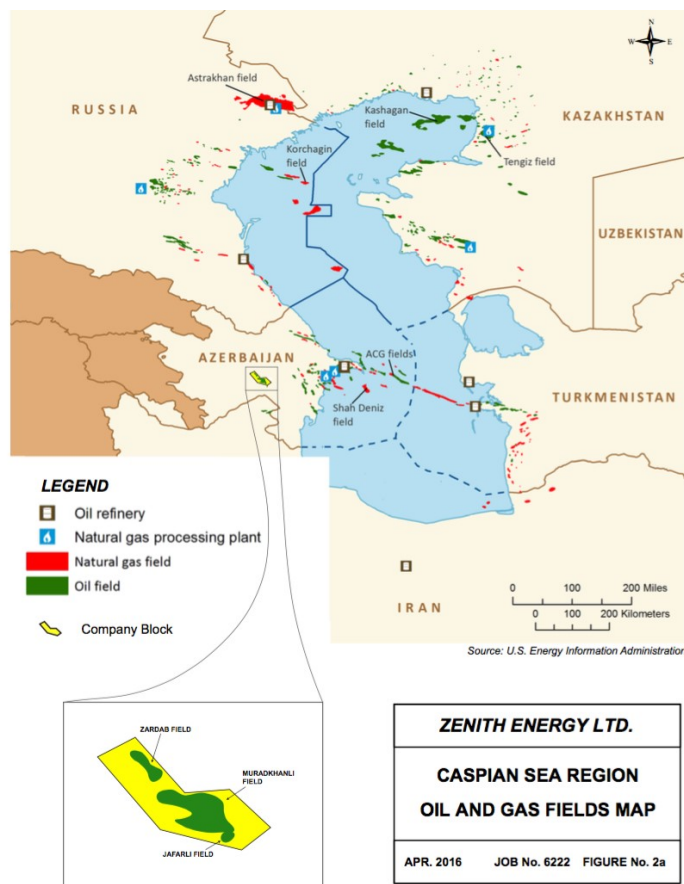 N
W
E
S
Astrakhan field
RUSSIA
Kashagan
field
KAZAKHSTAN
Korchagin
field
Tengiz field
UZBEKISTAN
AZERBAIJAN
ACG fields
Shah Deniz
field
TURKMENISTAN
LEGEND
Oil refinery
Natural gas processing plant
Natural gas field
Oil field
Company Block
0 100 200 Miles
0 100 200 Kilometers
IRAN
Source: U.S. Energy Information Administration
ZARDAB FIELD
MURADKHANLI
FIELD
JAFARLI FIELD
ZENITH ENERGY LTD.
CASPIAN SEA REGION
OIL AND GAS FIELDS MAP
APR. 2016 JOB No. 6222 FIGURE No. 2a